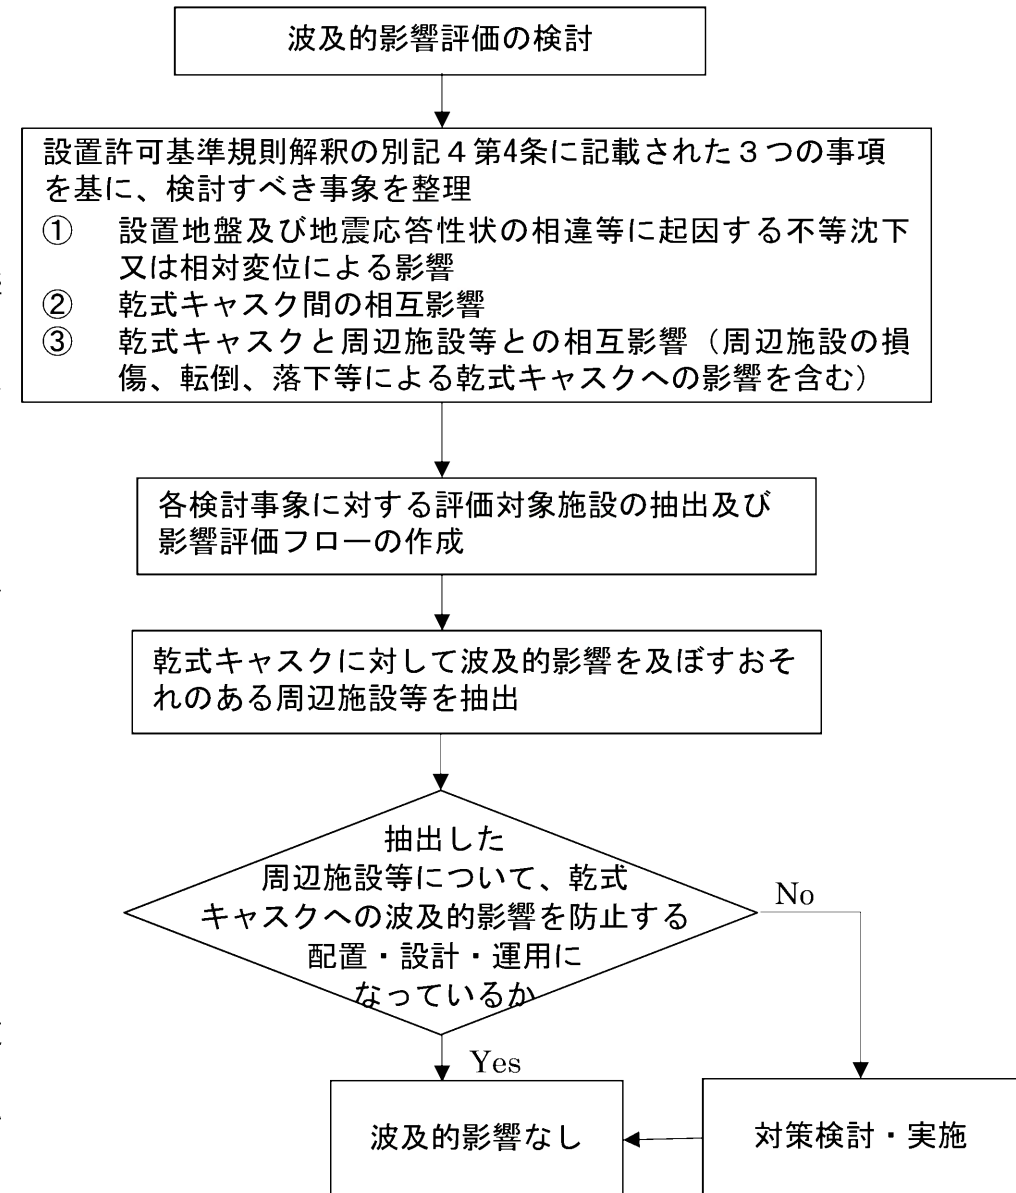 波及的影響評価の検討
設置許可基準規則解釈の別記４第4条に記載された３つの事項
を基に、検討すべき事象を整理
① 設置地盤及び地震応答性状の相違等に起因する不等沈下
又は相対変位による影響
② 乾式キャスク間の相互影響
③ 乾式キャスクと周辺施設等との相互影響（周辺施設の損
傷、転倒、落下等による乾式キャスクへの影響を含む）
各検討事象に対する評価対象施設の抽出及び
影響評価フローの作成
乾式キャスクに対して波及的影響を及ぼすおそ
れのある周辺施設等を抽出
抽出した
周辺施設等について、乾式
キャスクへの波及的影響を防止する
配置・設計・運用に
なっているか
No
Yes
波及的影響なし
対策検討・実施